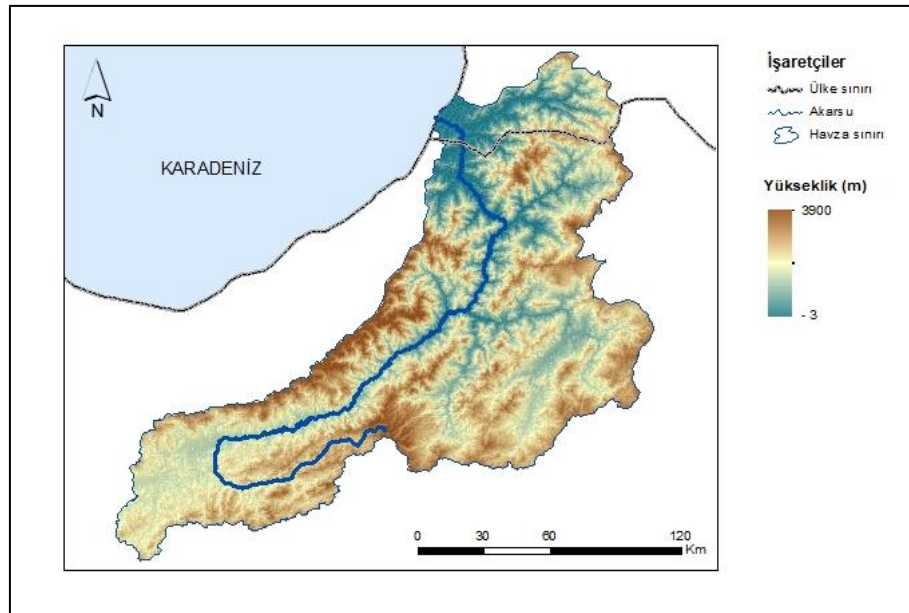 N
KARADENİZ
İşaretçiler
Ülke sınırı
Akarsu
Havza sınırı
Yükseklik (m)
3900
- 3
0 30 60 120
Km